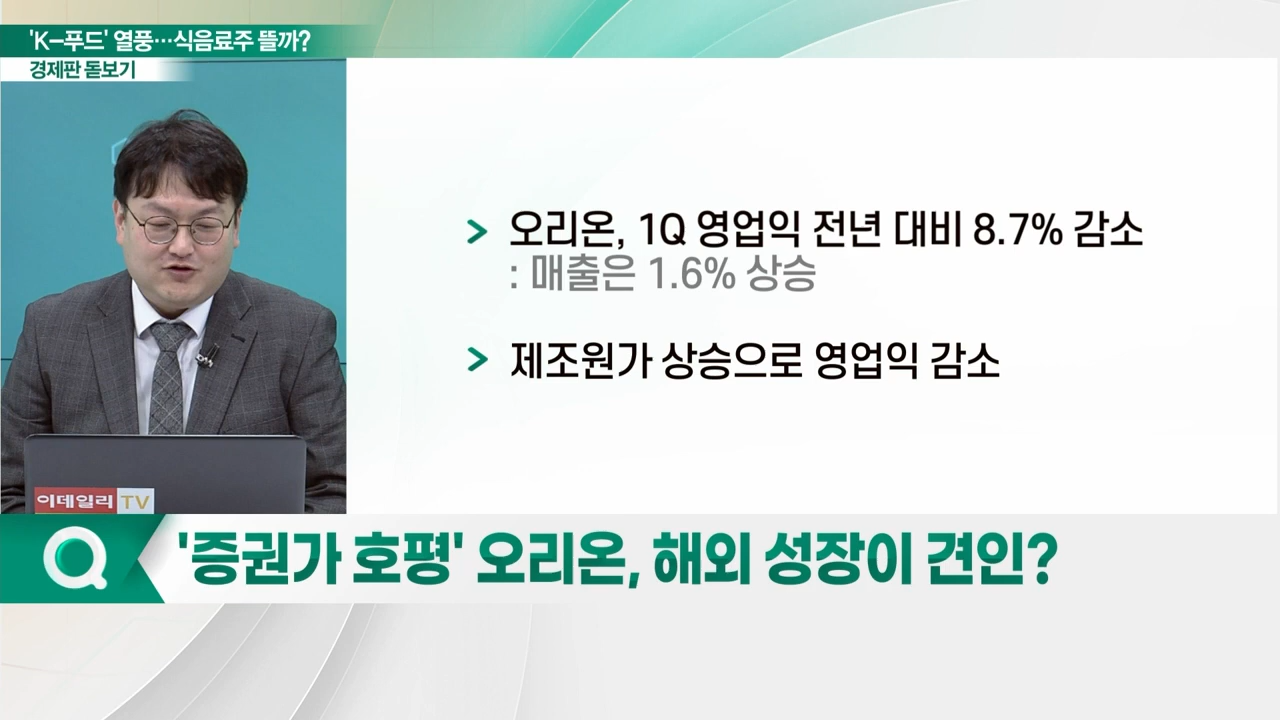 'K-푸드' 열풍…식음료주 뜰까?
경제판 돋보기
> 오리온, 1Q 영업익 전년 대비 8.7% 감소
: 매출은 1.6% 상승
> 제조원가 상승으로 영업익 감소
이데일리 TV
'증권가 호평' 오리온, 해외 성장이 견인?